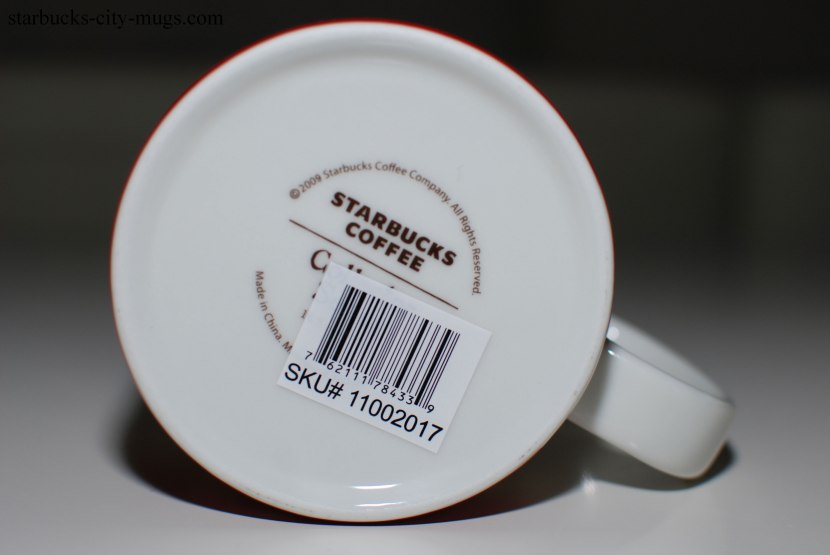 starbucks-city-mugs.com
©2009 Starbucks Coffee Company. All Rights Reserved.
STARBUCKS
COFFEE
Made in China.
7 62111 78433 9
SKU# 11002017